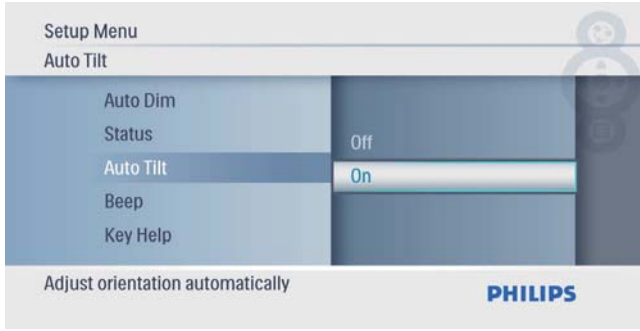 Setup Menu
Auto Tilt
Auto Dim
Status
Auto Tilt
Beep
Key Help
Off
On
Adjust orientation automatically
PHILIPS